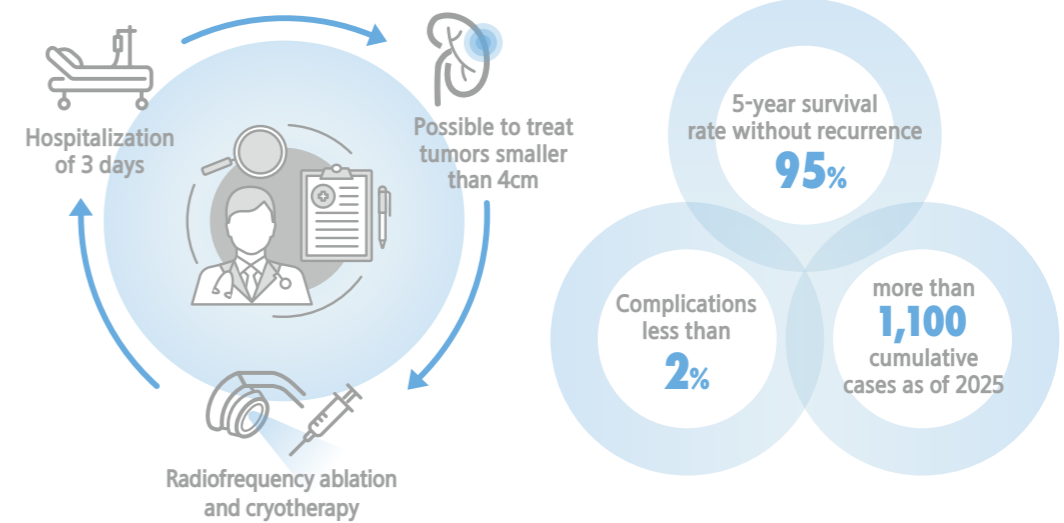 Hospitalization
of 3 days
Possible to treat
tumors smaller
than 4cm
Radiofrequency ablation
and cryotherapy
5-year survival
rate without recurrence
95%
Complications
less than
2%
more than
1,100
cumulative
cases as of 2025